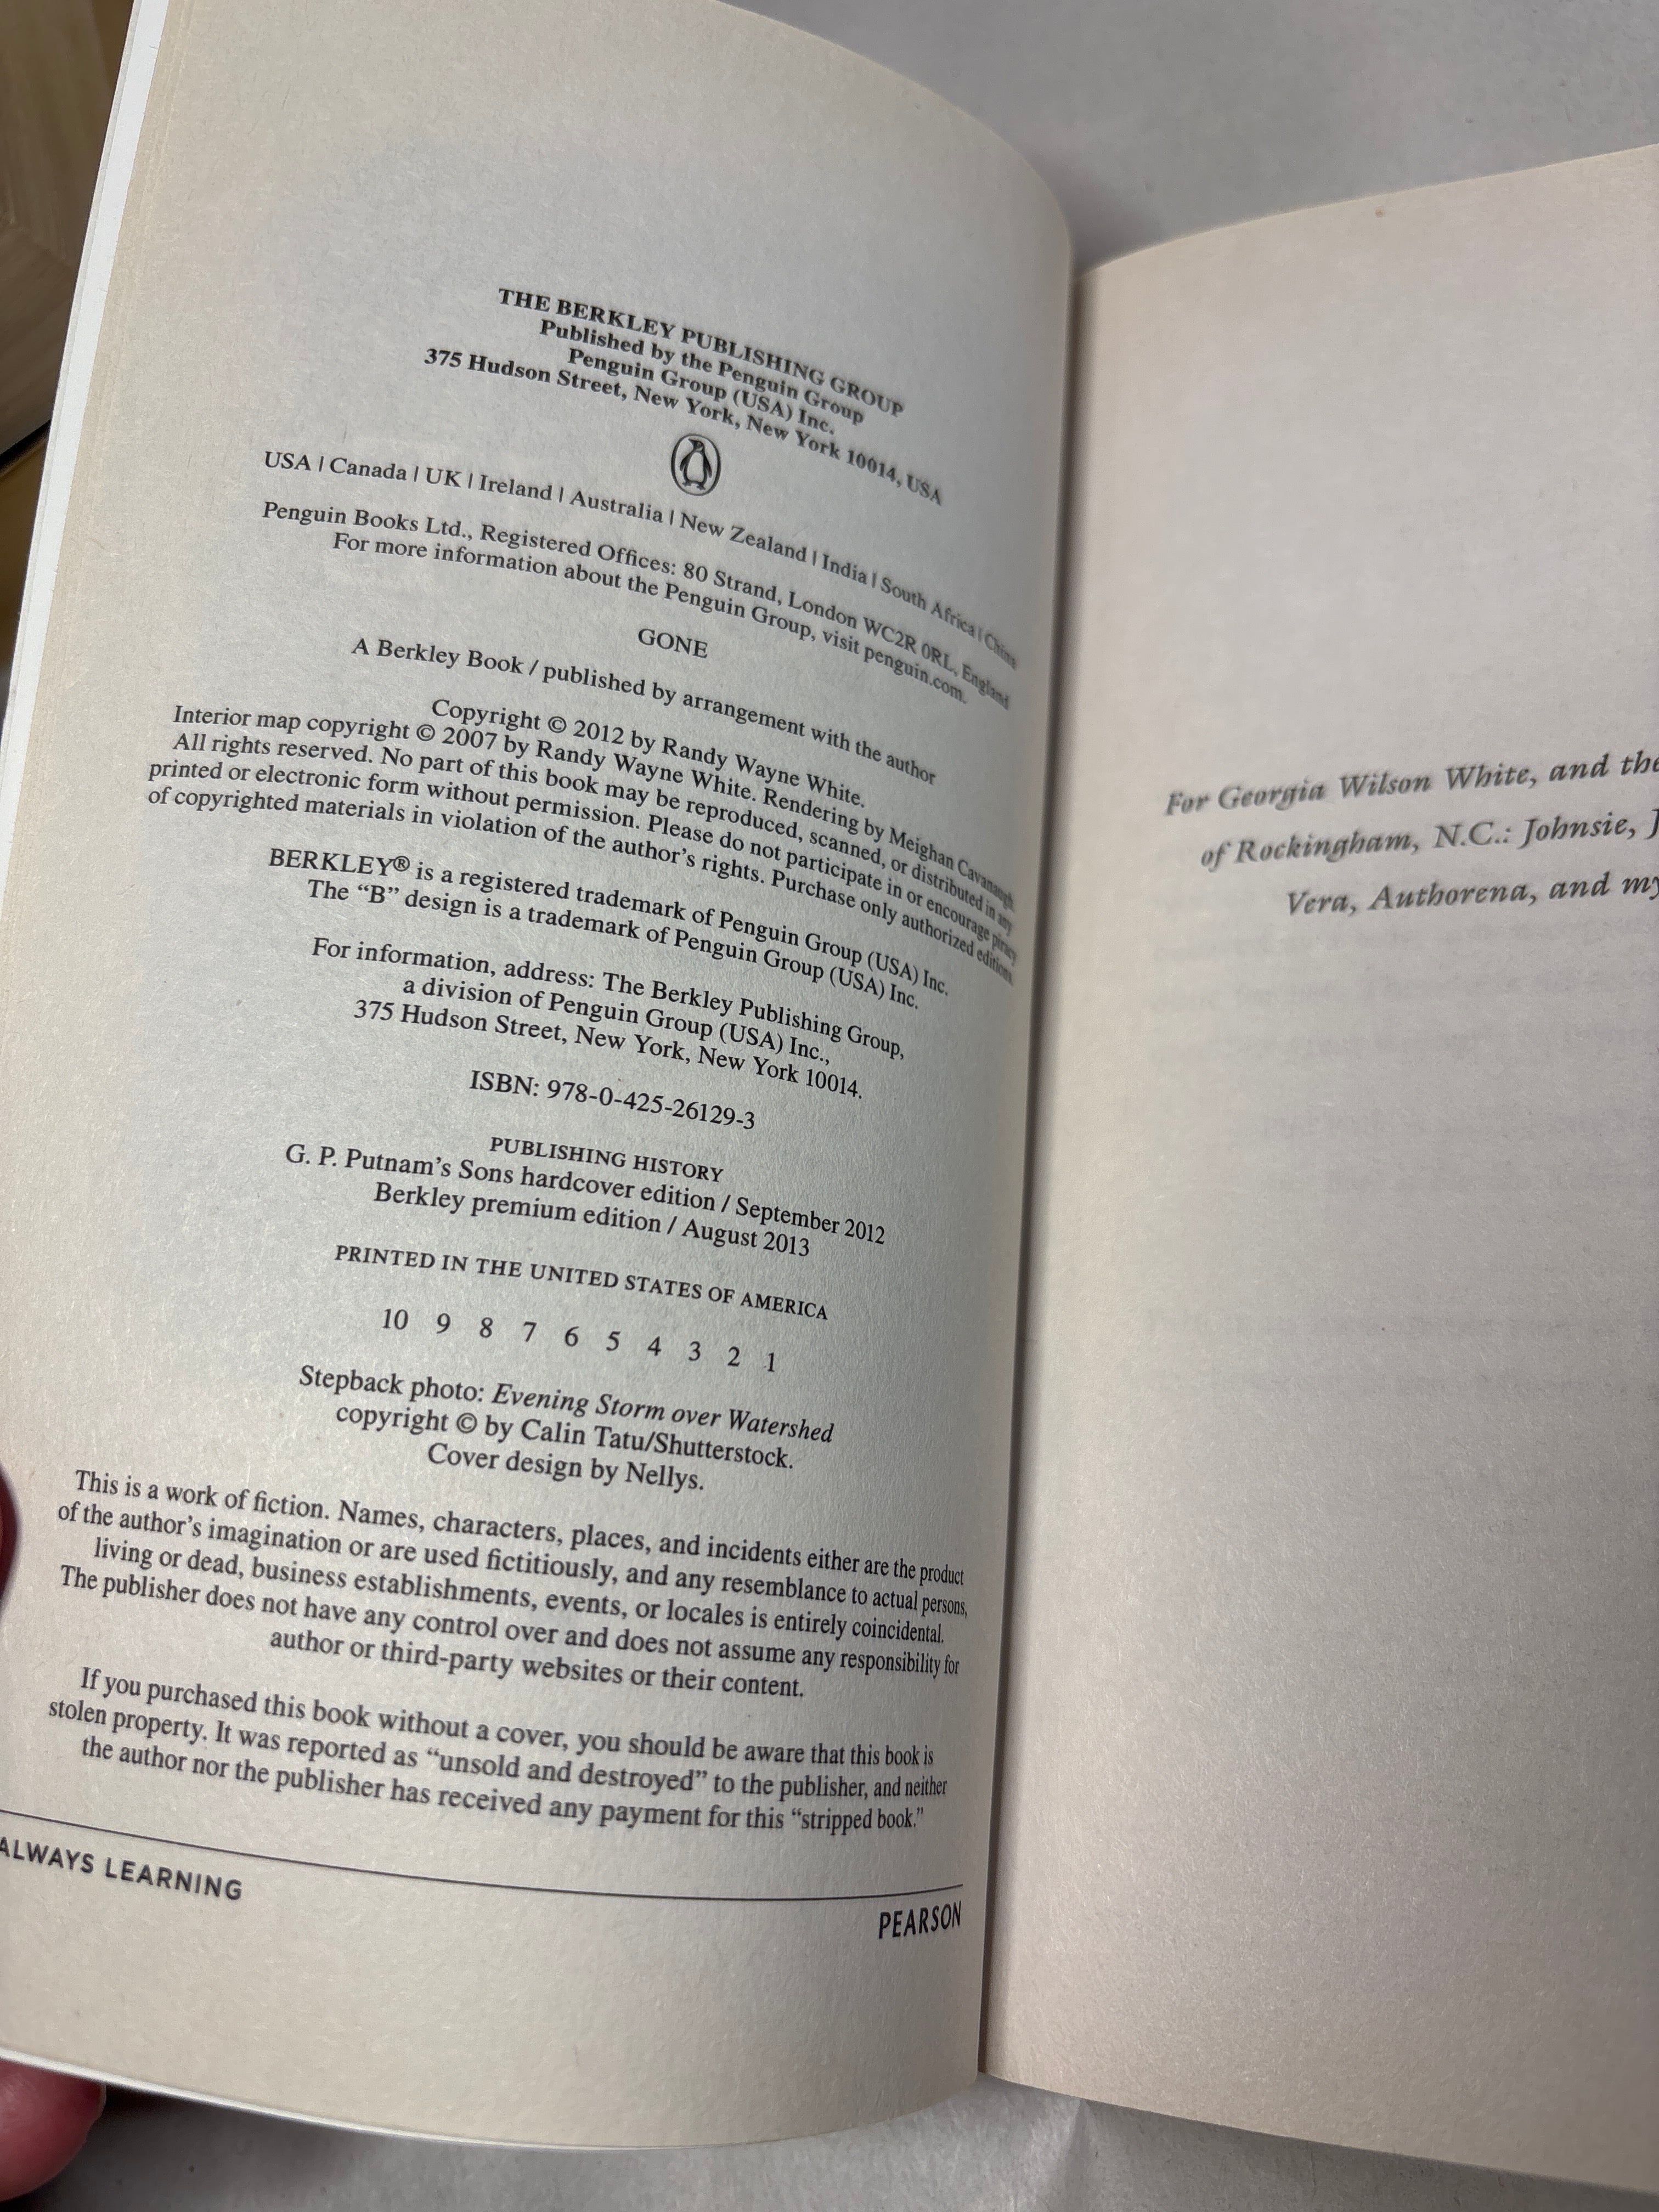 THE BERKLEY PUBLISHING GROUP
Published by the Penguin Group
Penguin Group (USA) Inc.
375 Hudson Street, New York, New York 10014, USA
USA | Canada | UK | Ireland | Australia | New Zealand | India | South Africa | China
Penguin Books Ltd., Registered Offices: 80 Strand, London WC2R 0RL, England
For more information about the Penguin Group, visit penguin.com.
GONE
A Berkley Book / published by arrangement with the author
Copyright © 2012 by Randy Wayne White.
Interior map copyright © 2007 by Randy Wayne White. Rendering by Meighan Cavanaugh.
All rights reserved. No part of this book may be reproduced, scanned, or distributed in any
printed or electronic form without permission. Please do not participate in or encourage piracy
of copyrighted materials in violation of the author's rights. Purchase only authorized editions.
BERKLEY® is a registered trademark of Penguin Group (USA) Inc.
The “B” design is a trademark of Penguin Group (USA) Inc.
For information, address: The Berkley Publishing Group,
a division of Penguin Group (USA) Inc.,
375 Hudson Street, New York, New York 10014.
ISBN: 978-0-425-26129-3
PUBLISHING HISTORY
G. P. Putnam's Sons hardcover edition / September 2012
Berkley premium edition / August 2013
PRINTED IN THE UNITED STATES OF AMERICA
10 9 8 7 6 5 4 3 2 1
Stepback photo: Evening Storm over Watershed
copyright © by Calin Tatu/Shutterstock.
Cover design by Nellys.
This is a work of fiction. Names, characters, places, and incidents either are the product
of the author's imagination or are used fictitiously, and any resemblance to actual persons,
living or dead, business establishments, events, or locales is entirely coincidental.
The publisher does not have any control over and does not assume any responsibility for
author or third-party websites or their content.
If you purchased this book without a cover, you should be aware that this book is
stolen property. It was reported as “unsold and destroyed” to the publisher, and neither
the author nor the publisher has received any payment for this “stripped book.”
ALWAYS LEARNING
PEARSON
For Georgia Wilson White, and the
of Rockingham, N.C.: Johnsie,
Vera, Authorena, and my